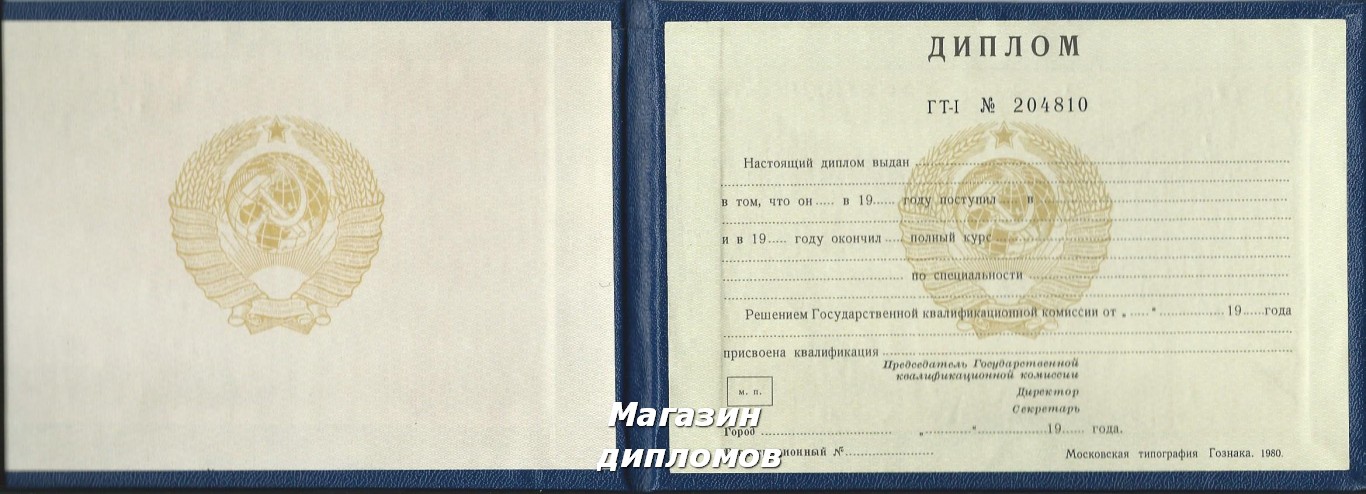 ДИПЛОМ
ГТ-I № 204810
Настоящий диплом выдан
в том, что он..... в 19..... году поступил..... в
и в 19..... году окончил..... полный курс
по специальности
Решением Государственной квалификационной комиссии от „.....“ 19.....года
присвоена квалификация
Председатель Государственной
квалификационной комиссии
Директор
м. п.
Секретарь
Магазин
дипломов
Город „.....“ 19..... года.
№
Московская типография Гознака. 1980.